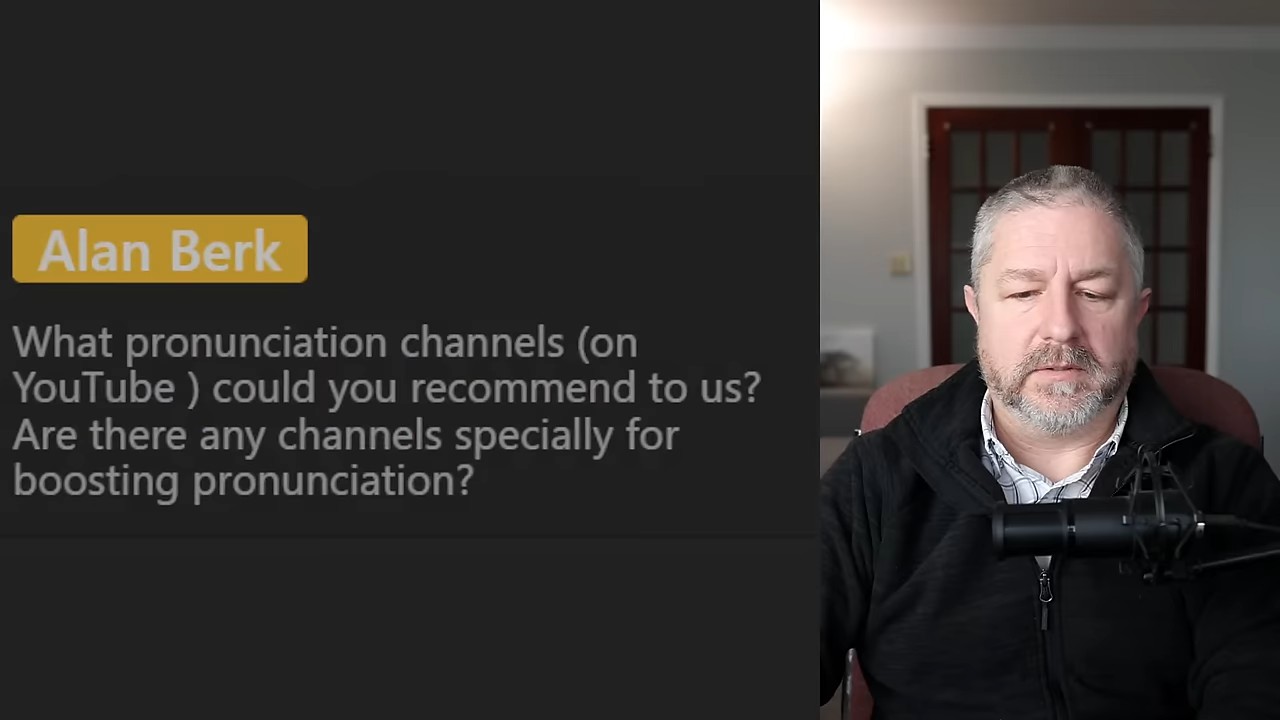 Alan Berk
What pronunciation channels (on
YouTube ) could you recommend to us?
Are there any channels specially for
boosting pronunciation?